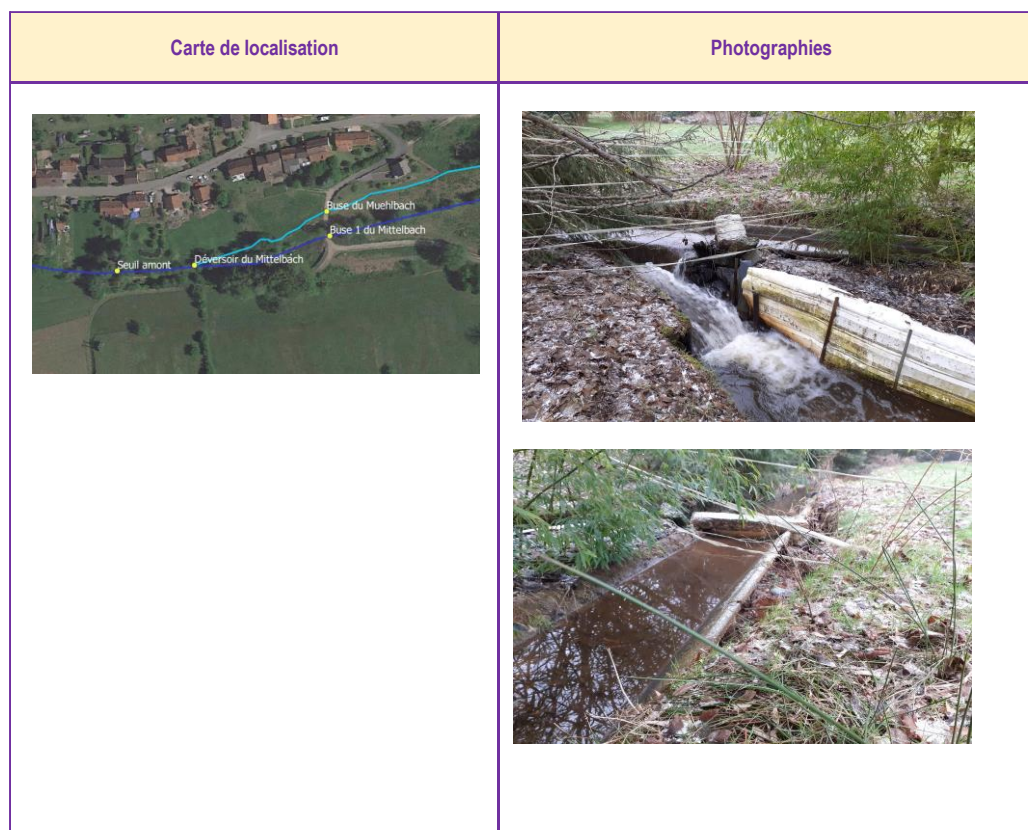 Carte de localisation
Photographies
Buse du Muehlbach
Buse 1 du Mittelbach
Seuil amont
Déversoir du Mittelbach